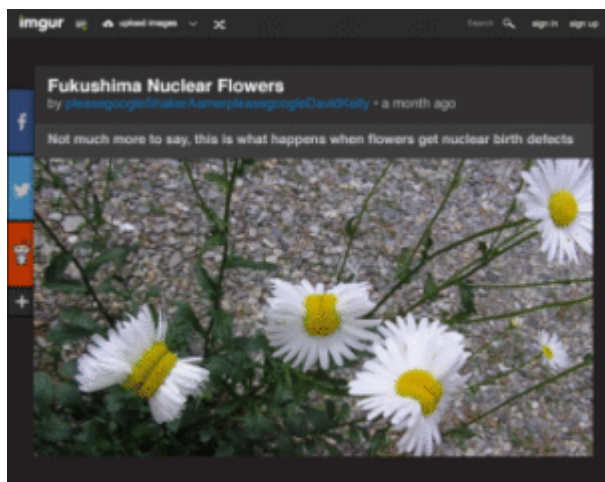 imgur upload images Search sign in sign up
Fukushima Nuclear Flowers
by pleasegoogleShakerAamerpleasegoogleDavidKelly • a month ago
Not much more to say, this is what happens when flowers get nuclear birth defects